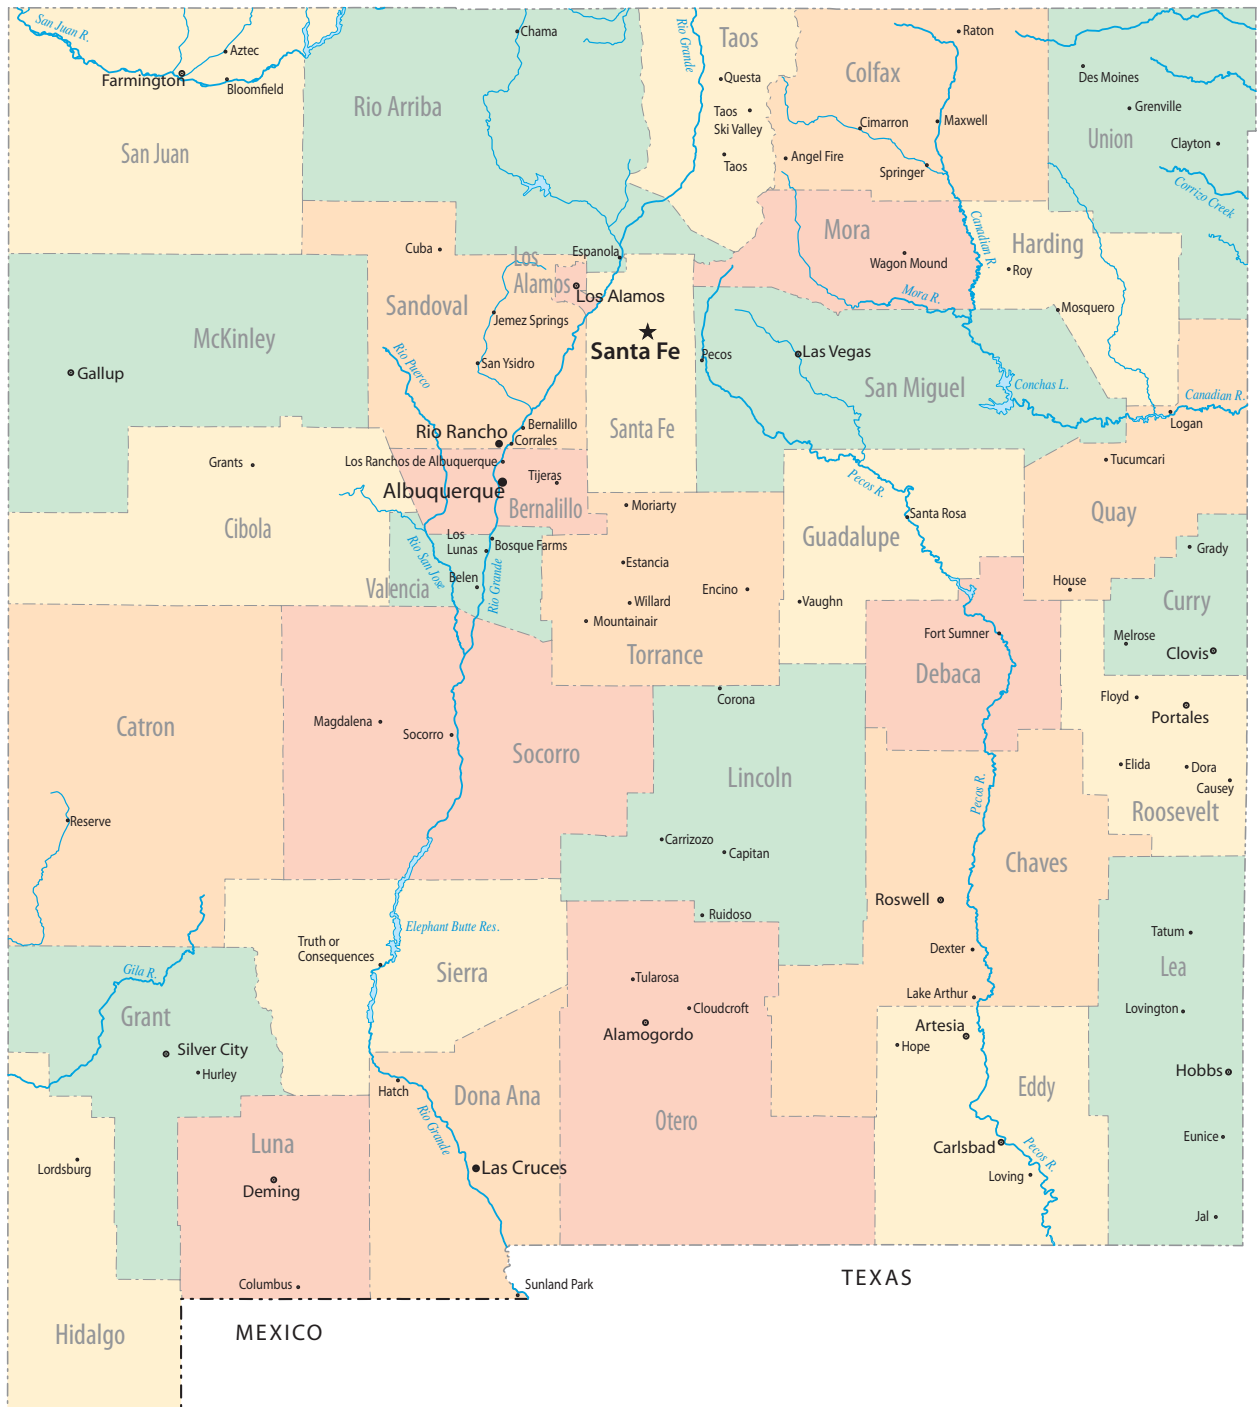 San Juan R.
Aztec
Farmington
Bloomfield
San Juan
Chama
Rio Arriba
Rio Grande
Taos
Questa
Taos
Ski Valley
Taos
Raton
Colfax
Cimarron
Maxwell
Angel Fire
Springer
Des Moines
Grenville
Union
Clayton
Corrizo Creek
Canadian R.
Mora
Wagon Mound
Mora R.
Harding
Roy
Mosquero
Cuba
Espanola
Los
Alamos
Los Alamos
Sandoval
Jemez Springs
San Ysidro
Rio Puerco
McKinley
Gallup
Santa Fe
Santa Fe
Pecos
Las Vegas
San Miguel
Conchas L.
Canadian R.
Logan
Bernalillo
Rio Rancho
Corrales
Los Ranchos de Albuquerque
Tijeras
Albuquerque
Bernalillo
Grants
Cibola
Tucumcari
Quay
Pecos R.
Moriarty
Santa Rosa
Guadalupe
Los
Lunas
Bosque Farms
Rio San Jose
Belen
Valencia
Rio Grande
Estancia
Encino
Willard
Mountainair
Torrance
Vaughn
Grady
House
Curry
Melrose
Clovis
Fort Sumner
Debaca
Floyd
Portales
Elida
Dora
Causey
Roosevelt
Catron
Reserve
Magdalena
Socorro
Socorro
Corona
Lincoln
Carrizozo
Capitan
Ruidoso
Pecos R.
Chaves
Roswell
Dexter
Lake Arthur
Tatum
Lea
Lovington
Hobbs
Eunice
Jal
Elephant Butte Res.
Truth or
Consequences
Sierra
Gila R.
Grant
Silver City
Hurley
Tularosa
Cloudcroft
Alamogordo
Otero
Artesia
Hope
Eddy
Carlsbad
Pecos R.
Loving
Hatch
Dona Ana
Rio Grande
Las Cruces
Luna
Deming
Columbus
Lordsburg
Hidalgo
Sunland Park
TEXAS
MEXICO